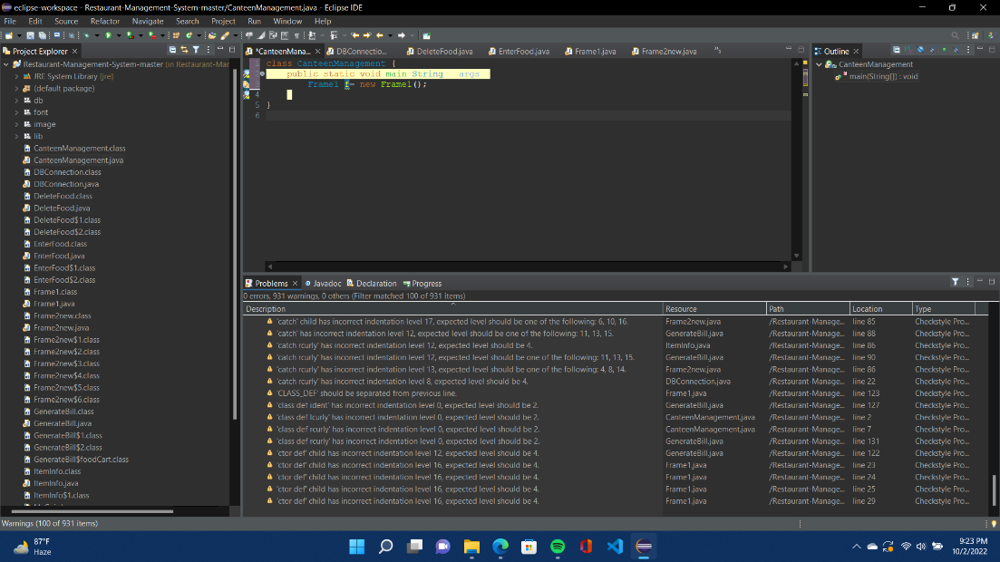 eclipse-workspace - Restaurant-Management-System-master/CanteenManagement.java - Eclipse IDE
File Edit Source Refactor Navigate Search Project Run Window Help
Project Explorer
*CanteenMana... DBConnectio... DeleteFood.java EnterFood.java Frame1.java Frame2new.java
Outline
Restaurant-Management-System-master (in Restaurant-Mar
JRE System Library [jre]
(default package)
db
font
image
lib
CanteenManagement.class
CanteenManagement.java
DBConnection.class
DBConnection.java
DeleteFood.class
DeleteFood.java
DeleteFood$1.class
DeleteFood$2.class
EnterFood.class
EnterFood.java
EnterFood$1.class
EnterFood$2.class
Frame1.class
Frame1.java
Frame2new.class
Frame2new.java
Frame2new$1.class
Frame2new$2.class
Frame2new$3.class
Frame2new$4.class
Frame2new$5.class
Frame2new$6.class
GenerateBill.class
GenerateBill.java
GenerateBill$1.class
GenerateBill$2.class
GenerateBill$foodCart.class
ItemInfo.class
ItemInfo.java
ItemInfo$1.class
1 class CanteenManagement {
public static void main String args
Frame1 f= new Frame1();
4
5 }
6
CanteenManagement
main(String[]) : void
Problems Javadoc Declaration Progress
0 errors, 931 warnings, 0 others (Filter matched 100 of 931 items)
Description Resource Path Location Type
'catch' child has incorrect indentation level 17, expected level should be one of the following: 6, 10, 16. Frame2new.java /Restaurant-Manage... line 85 Checkstyle Pro...
'catch' has incorrect indentation level 12, expected level should be one of the following: 11, 13, 15. GenerateBill.java /Restaurant-Manage... line 88 Checkstyle Pro...
'catch rcurly' has incorrect indentation level 12, expected level should be 4. ItemInfo.java /Restaurant-Manage... line 86 Checkstyle Pro...
'catch rcurly' has incorrect indentation level 12, expected level should be one of the following: 11, 13, 15. GenerateBill.java /Restaurant-Manage... line 90 Checkstyle Pro...
'catch rcurly' has incorrect indentation level 13, expected level should be one of the following: 4, 8, 14. Frame2new.java /Restaurant-Manage... line 86 Checkstyle Pro...
'catch rcurly' has incorrect indentation level 8, expected level should be 4. DBConnection.java /Restaurant-Manage... line 22 Checkstyle Pro...
'CLASS_DEF' should be separated from previous line. Frame1.java /Restaurant-Manage... line 123 Checkstyle Pro...
'class def ident' has incorrect indentation level 0, expected level should be 2. GenerateBill.java /Restaurant-Manage... line 127 Checkstyle Pro...
'class def lcurly' has incorrect indentation level 0, expected level should be 2. CanteenManagement.java /Restaurant-Manage... line 2 Checkstyle Pro...
'class def rcurly' has incorrect indentation level 0, expected level should be 2. CanteenManagement.java /Restaurant-Manage... line 7 Checkstyle Pro...
'class def rcurly' has incorrect indentation level 0, expected level should be 2. GenerateBill.java /Restaurant-Manage... line 131 Checkstyle Pro...
'ctor def' child has incorrect indentation level 12, expected level should be 4. GenerateBill.java /Restaurant-Manage... line 122 Checkstyle Pro...
'ctor def' child has incorrect indentation level 16, expected level should be 4. Frame1.java /Restaurant-Manage... line 23 Checkstyle Pro...
'ctor def' child has incorrect indentation level 16, expected level should be 4. Frame1.java /Restaurant-Manage... line 24 Checkstyle Pro...
'ctor def' child has incorrect indentation level 16, expected level should be 4. Frame1.java /Restaurant-Manage... line 25 Checkstyle Pro...
'ctor def' child has incorrect indentation level 16, expected level should be 4. Frame1.java /Restaurant-Manage... line 29 Checkstyle Pro...
Warnings (100 of 931 items)
87°F
Haze
9:23 PM
10/2/2022